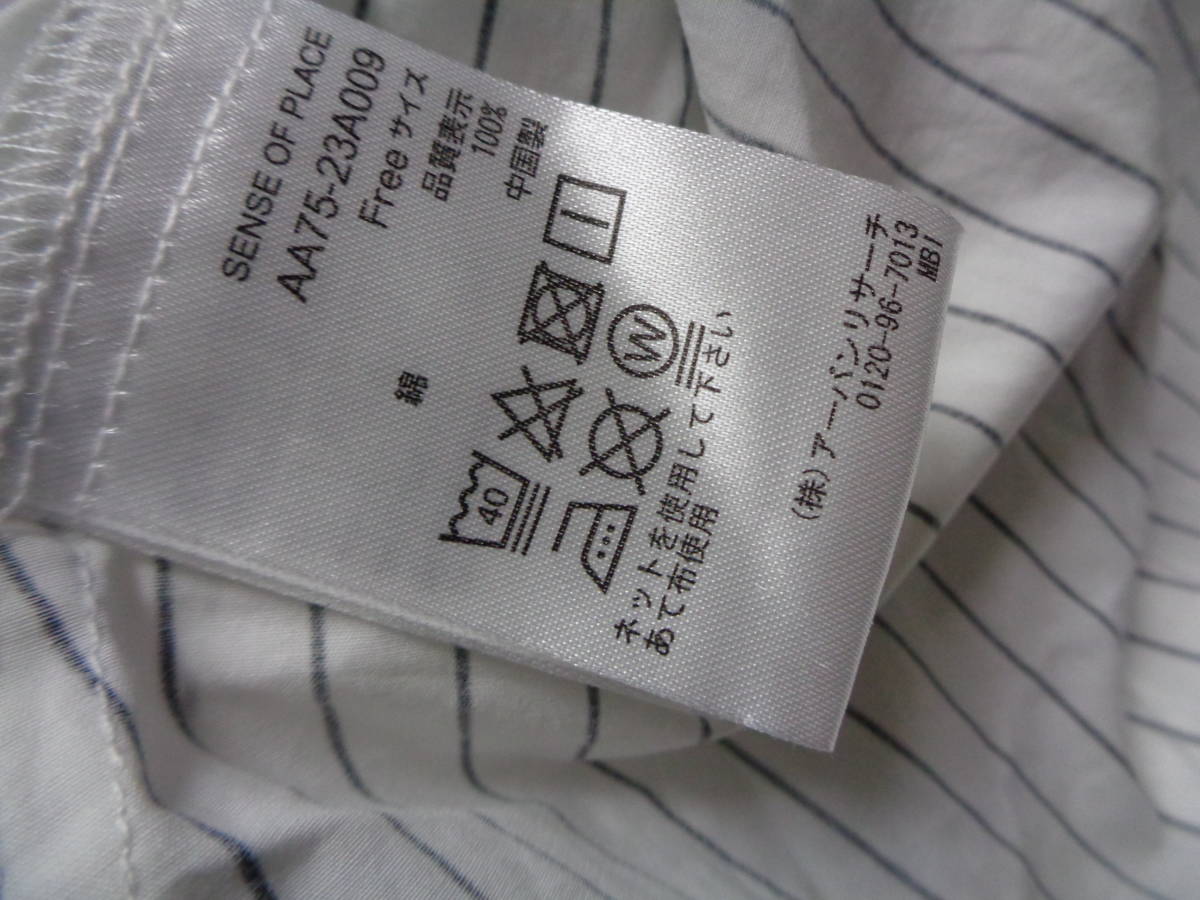 SENSE OF PLACE
AA75-23A009
Free サイズ
品質表示
綿 100%
中国製
40
W
ネットを使用して下さい
あて布使用
(株)アーバンリサーチ
0120-96-7013
MBI